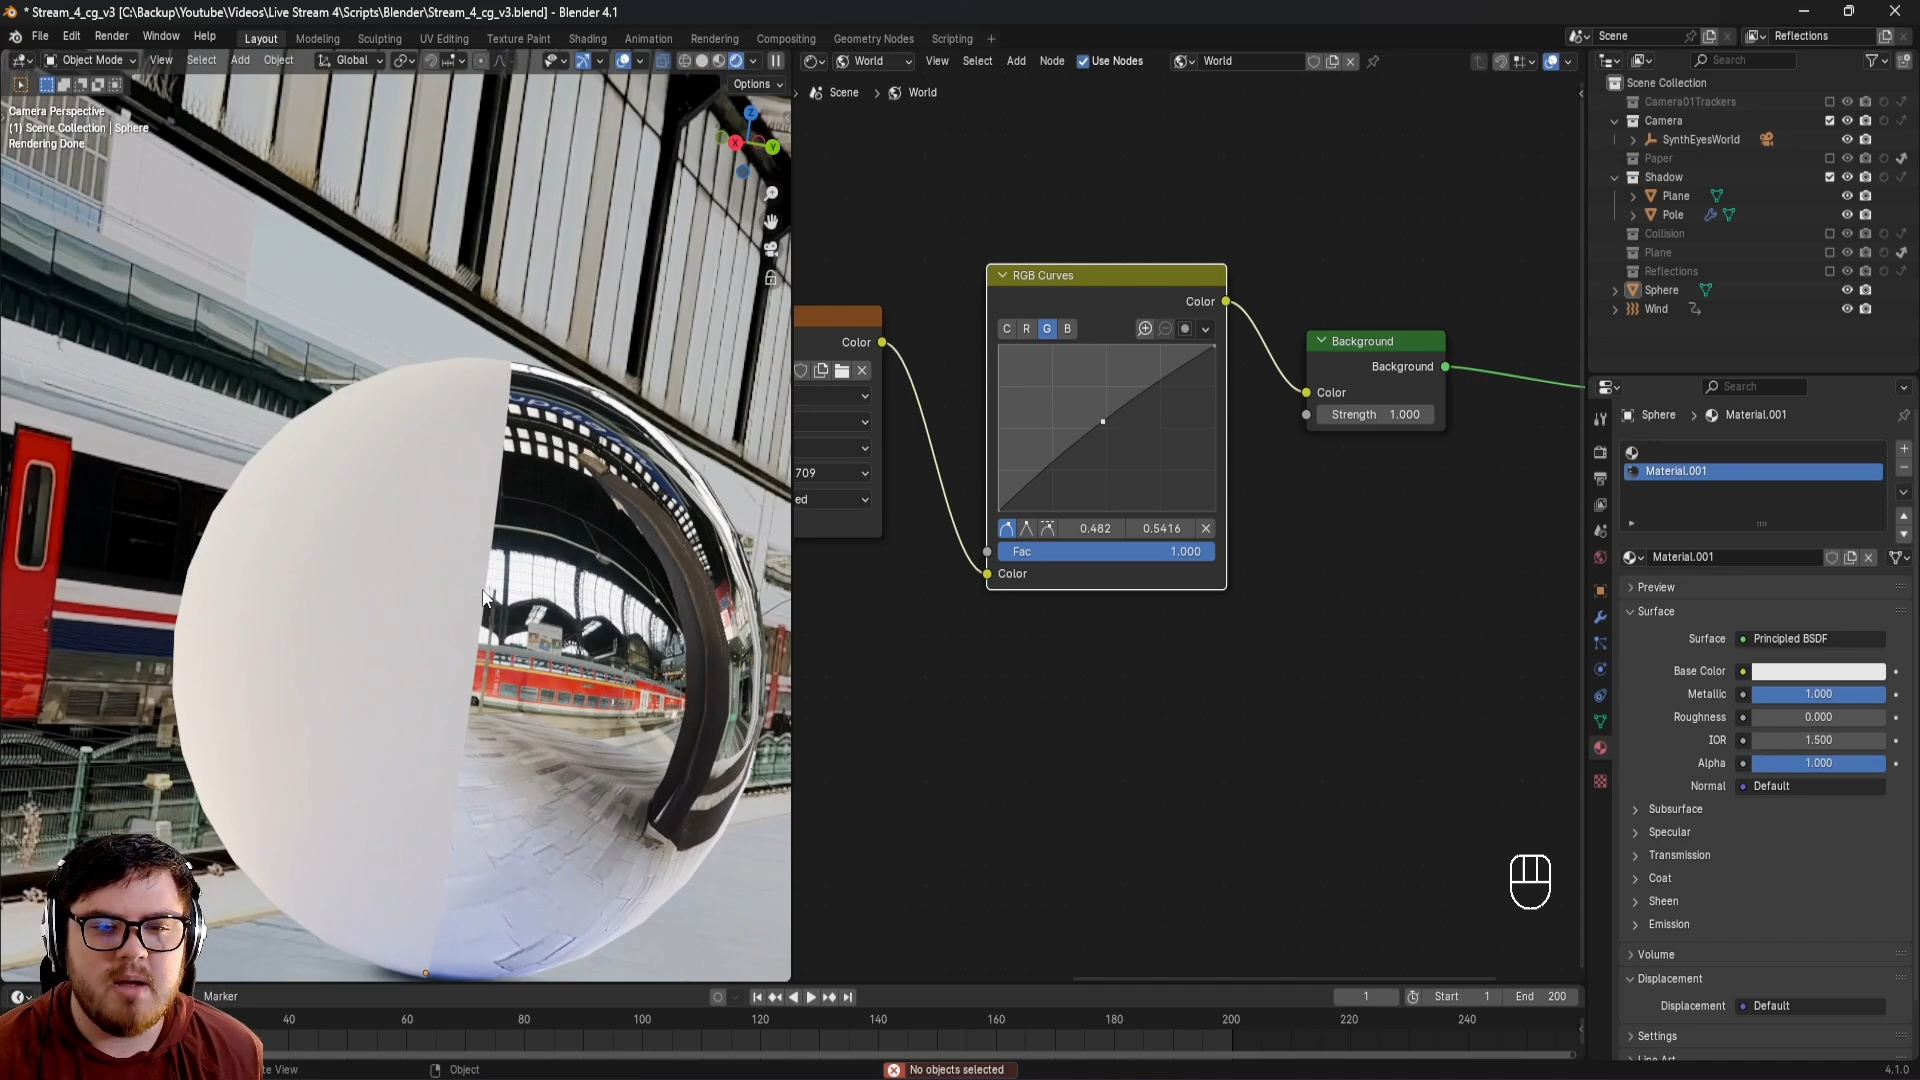 * Stream_4_cg_v3 [C:\Backup\Youtube\Videos\Live Stream 4\Scripts\Blender\Stream_4_cg_v3.blend] - Blender 4.1
File Edit Render Window Help Layout Modeling Sculpting UV Editing Texture Paint Shading Animation Rendering Compositing Geometry Nodes Scripting + Scene Reflections
Object Mode View Select Add Object Global World View Select Add Node Use Nodes World Search
Options
Scene > World
Camera Perspective
(1) Scene Collection | Sphere
Rendering Done
Z
X
Y
Scene Collection
Camera01Trackers
Camera
SynthEyesWorld
Paper
Shadow
Plane
Pole
Collision
Plane
Reflections
Sphere
Wind
Color
709
ed
RGB Curves
Color
C R G B
0.482 0.5416
Fac 1.000
Color
Background
Background
Color
Strength 1.000
Search
Sphere > Material.001
Material.001
Material.001
Preview
Surface
Surface Principled BSDF
Base Color
Metallic 1.000
Roughness 0.000
IOR 1.500
Alpha 1.000
Normal Default
Subsurface
Specular
Transmission
Coat
Sheen
Emission
Volume
Displacement
Displacement Default
Settings
Line Art
Marker 1 Start 1 End 200
40 60 80 100 120 140 160 180 200 220 240
te View Object No objects selected 4.1.0